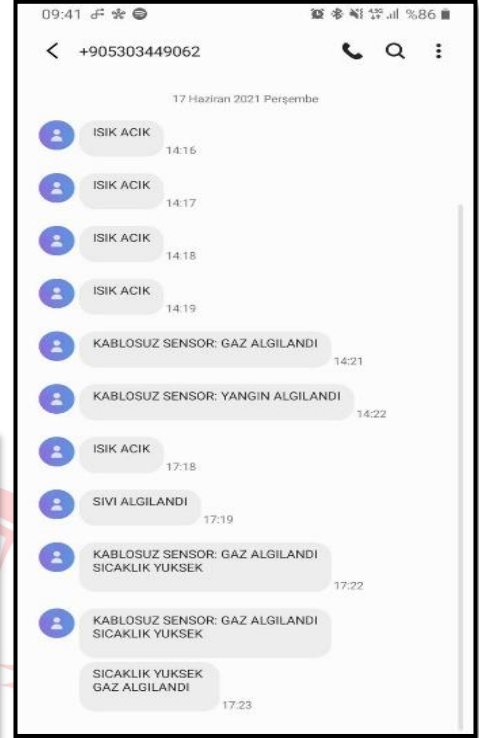 09:41
%86
+905303449062
17 Haziran 2021 Perşembe
ISIK ACIK
14:16
ISIK ACIK
14:17
ISIK ACIK
14:18
ISIK ACIK
14:19
KABLOSUZ SENSOR: GAZ ALGILANDI
14:21
KABLOSUZ SENSOR: YANGIN ALGILANDI
14:22
ISIK ACIK
17:18
SIVI ALGILANDI
17:19
KABLOSUZ SENSOR: GAZ ALGILANDI
SICAKLIK YUKSEK
17:22
KABLOSUZ SENSOR: GAZ ALGILANDI
SICAKLIK YUKSEK
SICAKLIK YUKSEK
GAZ ALGILANDI
17:23